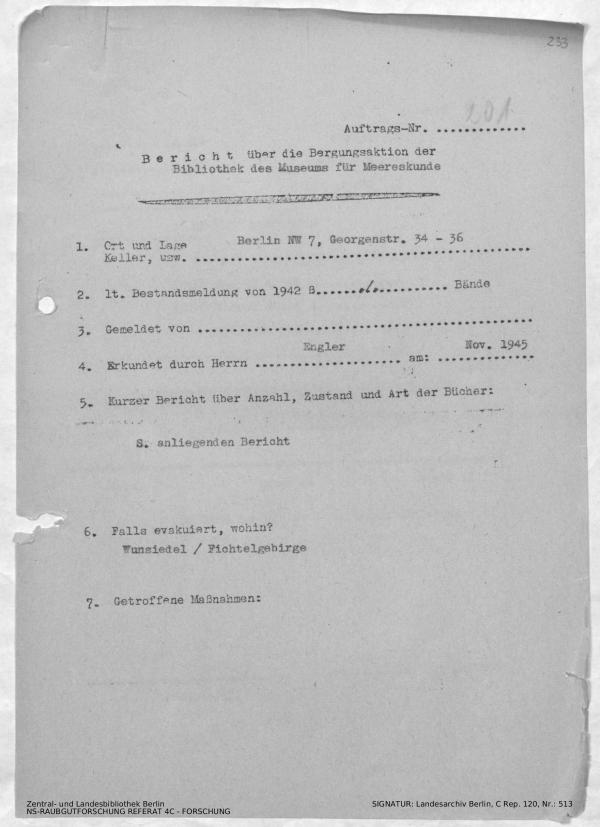 233
Auftrags-Nr. 201
Bericht über die Bergungsaktion der
Bibliothek des Museums für Meereskunde
1. Ort und Lage Berlin NW 7, Georgenstr. 34 - 36
Keller, usw. ........................................
2. lt. Bestandsmeldung von 1942 B. ................ Bände
3. Gemeldet von ........................................
Engler Nov. 1945
4. Erkundet durch Herrn .................... am: ..............
5. Kurzer Bericht über Anzahl, Zustand und Art der Bücher:
S. anliegenden Bericht
6. Falls evakuiert, wohin?
Wunsiedel / Fichtelgebirge
7. Getroffene Maßnahmen:
Zentral- und Landesbibliothek Berlin
NS-RAUBGUTFORSCHUNG REFERAT 4C - FORSCHUNG
SIGNATUR: Landesarchiv Berlin, C Rep. 120, Nr.: 513